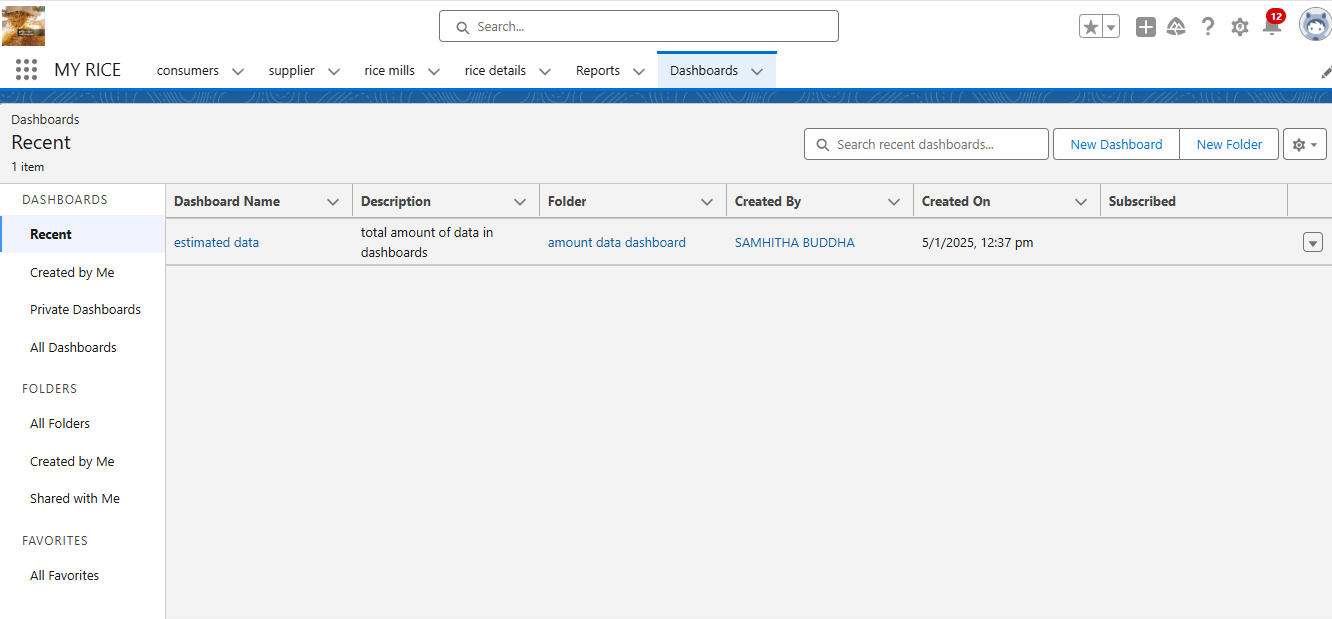 Search...
12
MY RICE
consumers
supplier
rice mills
rice details
Reports
Dashboards
Dashboards
Recent
1 item
Search recent dashboards...
New Dashboard
New Folder
DASHBOARDS
Recent
Created by Me
Private Dashboards
All Dashboards
FOLDERS
All Folders
Created by Me
Shared with Me
FAVORITES
All Favorites
Dashboard Name
Description
Folder
Created By
Created On
Subscribed
estimated data
total amount of data in
dashboards
amount data dashboard
SAMHITHA BUDDHA
5/1/2025, 12:37 pm